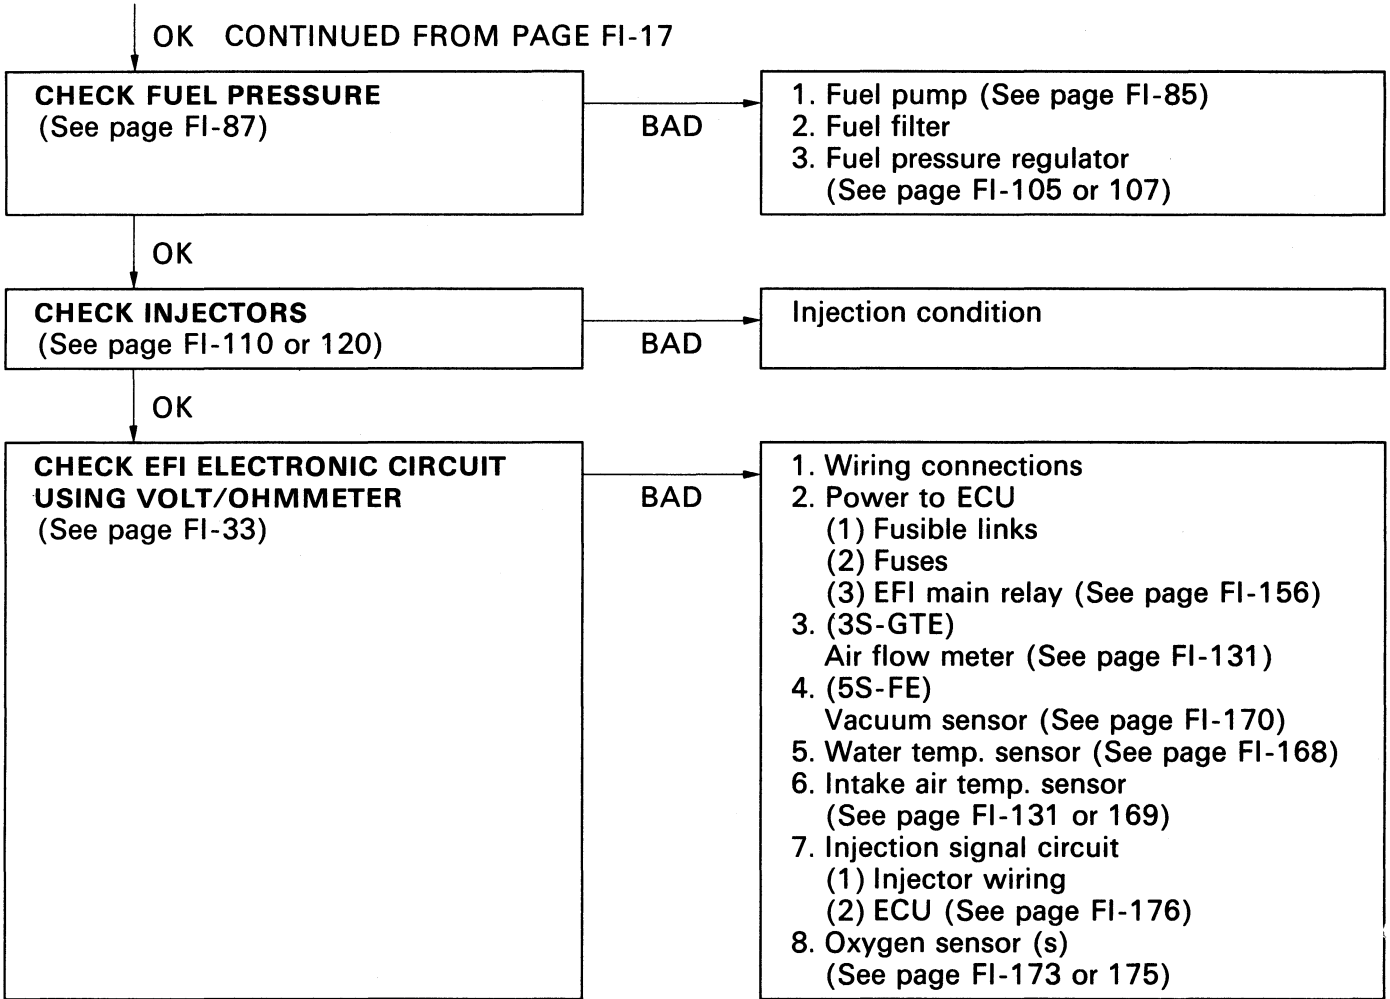 OK CONTINUED FROM PAGE FI-17
CHECK FUEL PRESSURE
(See page FI-87)
BAD
1. Fuel pump (See page FI-85)
2. Fuel filter
3. Fuel pressure regulator
(See page FI-105 or 107)
OK
CHECK INJECTORS
(See page FI-110 or 120)
BAD
Injection condition
OK
CHECK EFI ELECTRONIC CIRCUIT
USING VOLT/OHMMETER
(See page FI-33)
BAD
1. Wiring connections
2. Power to ECU
(1) Fusible links
(2) Fuses
(3) EFI main relay (See page FI-156)
3. (3S-GTE)
Air flow meter (See page FI-131)
4. (5S-FE)
Vacuum sensor (See page FI-170)
5. Water temp. sensor (See page FI-168)
6. Intake air temp. sensor
(See page FI-131 or 169)
7. Injection signal circuit
(1) Injector wiring
(2) ECU (See page FI-176)
8. Oxygen sensor (s)
(See page FI-173 or 175)